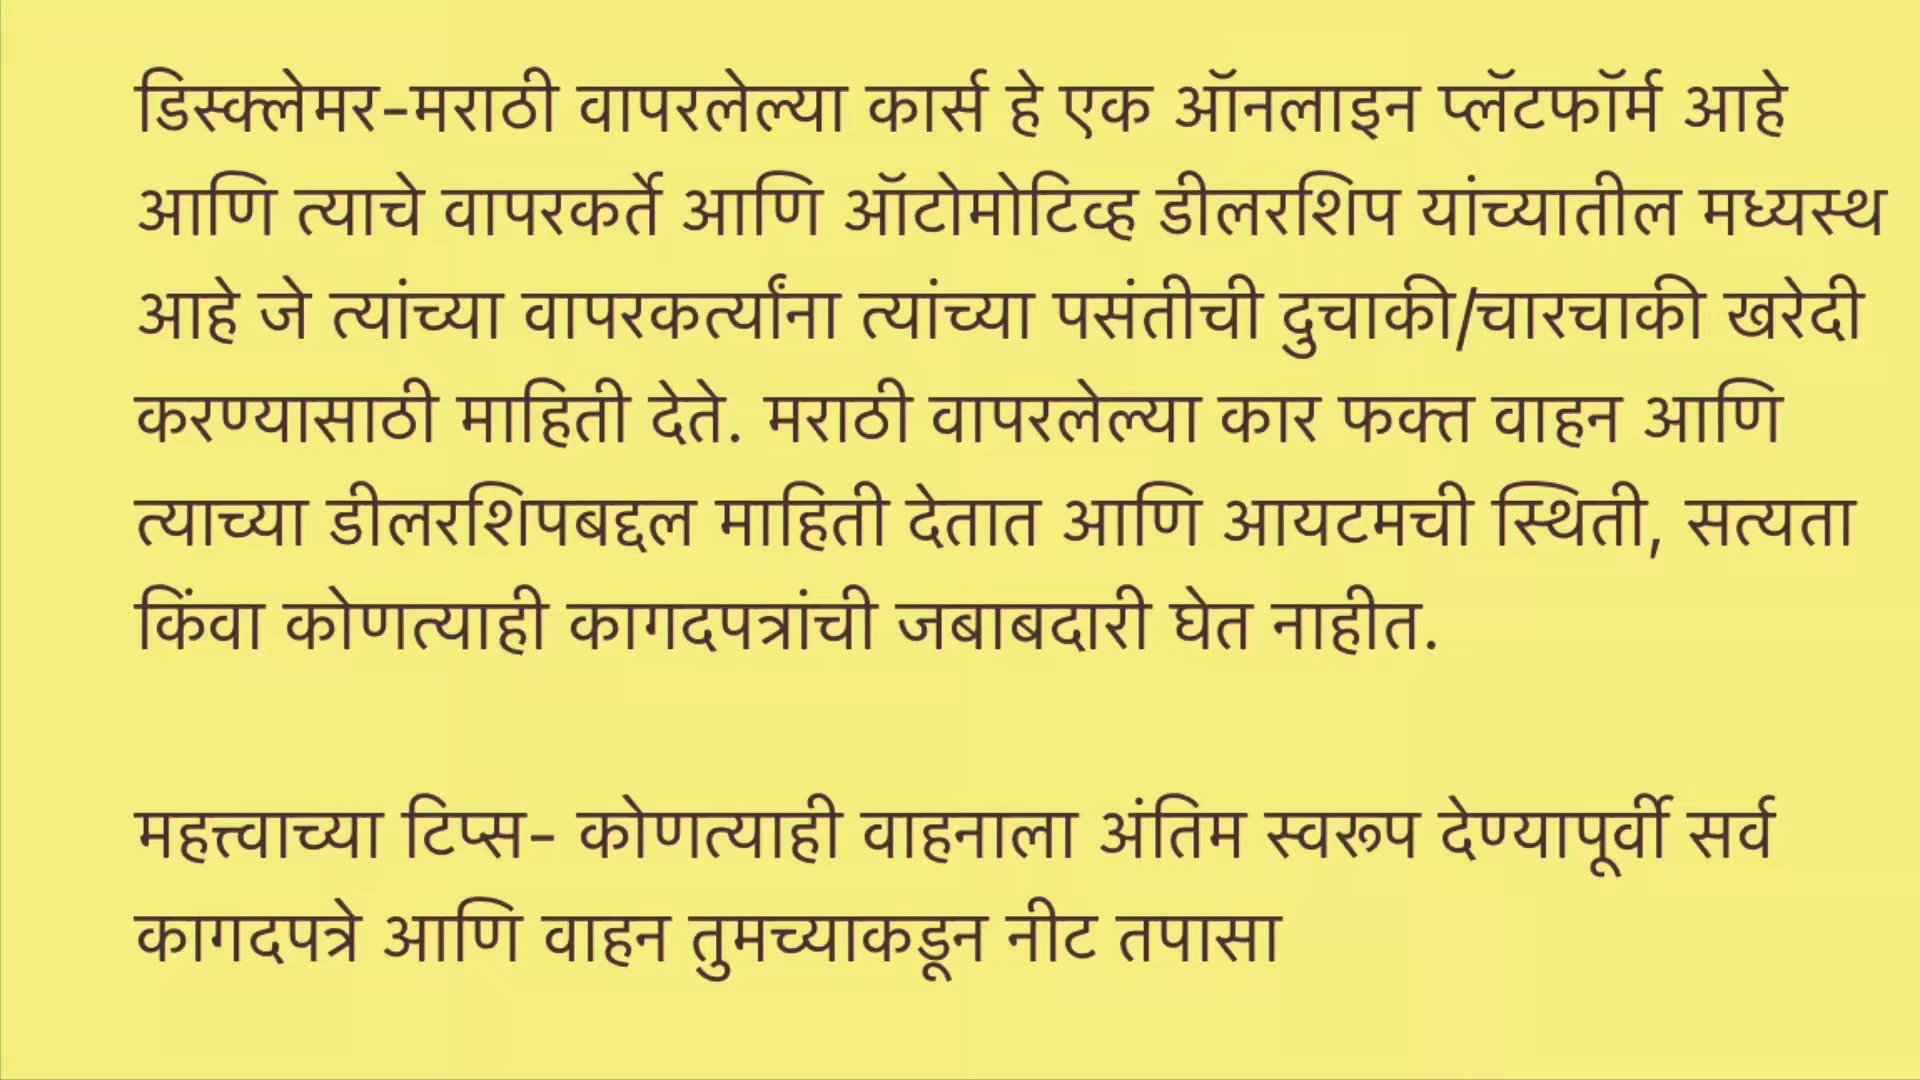 डिस्क्लेमर-मराठी वापरलेल्या कार्स हे एक ऑनलाइन प्लॅटफॉर्म आहे
आणि त्याचे वापरकर्ते आणि ऑटोमोटिव्ह डीलरशिप यांच्यातील मध्यस्थ
आहे जे त्यांच्या वापरकर्त्यांना त्यांच्या पसंतीची दुचाकी/चारचाकी खरेदी
करण्यासाठी माहिती देते. मराठी वापरलेल्या कार फक्त वाहन आणि
त्याच्या डीलरशिपबद्दल माहिती देतात आणि आयटमची स्थिती, सत्यता
किंवा कोणत्याही कागदपत्रांची जबाबदारी घेत नाहीत.
महत्त्वाच्या टिप्स- कोणत्याही वाहनाला अंतिम स्वरूप देण्यापूर्वी सर्व
कागदपत्रे आणि वाहन तुमच्याकडून नीट तपासा